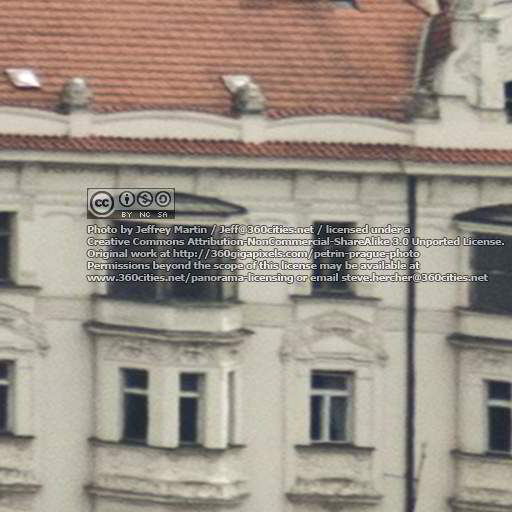 cc BY NC SA
Photo by Jeffrey Martin / Jeff@360cities.net / licensed under a
Creative Commons Attribution-NonCommercial-ShareAlike 3.0 Unported License.
Original work at http://360gigapixels.com/petrin-prague-photo
Permissions beyond the scope of this license may be available at
www.360cities.net/panorama-licensing or email steve.hercher@360cities.net